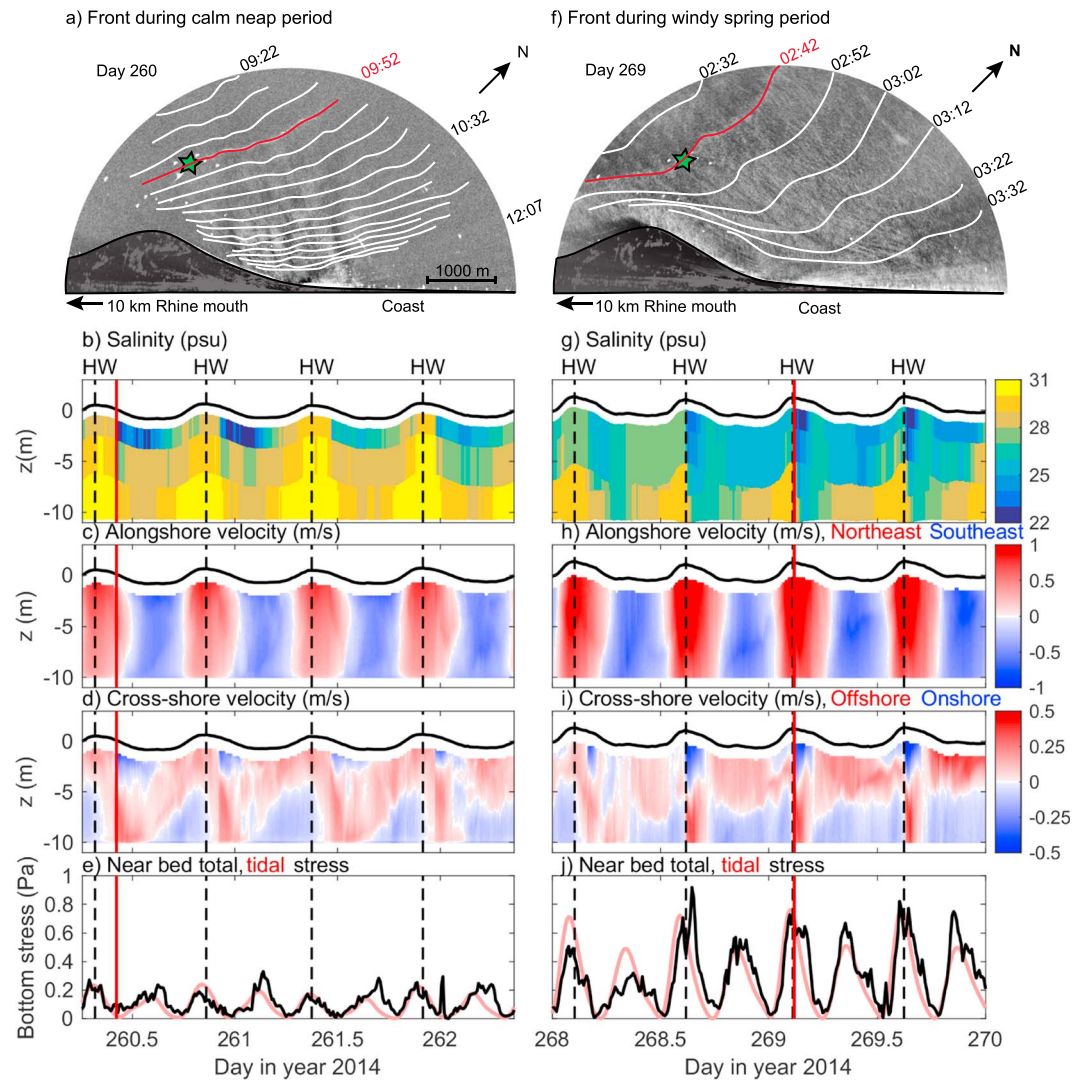 a) Front during calm neap period
f) Front during windy spring period
Day 260
09:22
09:52
10:32
12:07
N
1000 m
10 km Rhine mouth
Coast
Day 269
02:32
02:42
02:52
03:02
03:12
03:22
03:32
N
10 km Rhine mouth
Coast
b) Salinity (psu)
HW HW HW HW
z(m)
0
-5
-10
g) Salinity (psu)
HW HW HW HW
31
28
25
22
c) Alongshore velocity (m/s)
z (m)
0
-5
-10
h) Alongshore velocity (m/s), Northeast Southeast
1
0.5
0
-0.5
-1
d) Cross-shore velocity (m/s)
z (m)
0
-5
-10
i) Cross-shore velocity (m/s), Offshore Onshore
0.5
0.25
0
-0.25
-0.5
e) Near bed total, tidal stress
Bottom stress (Pa)
1
0.8
0.6
0.4
0.2
0
260.5 261 261.5 262
Day in year 2014
j) Near bed total, tidal stress
268 268.5 269 269.5 270
Day in year 2014